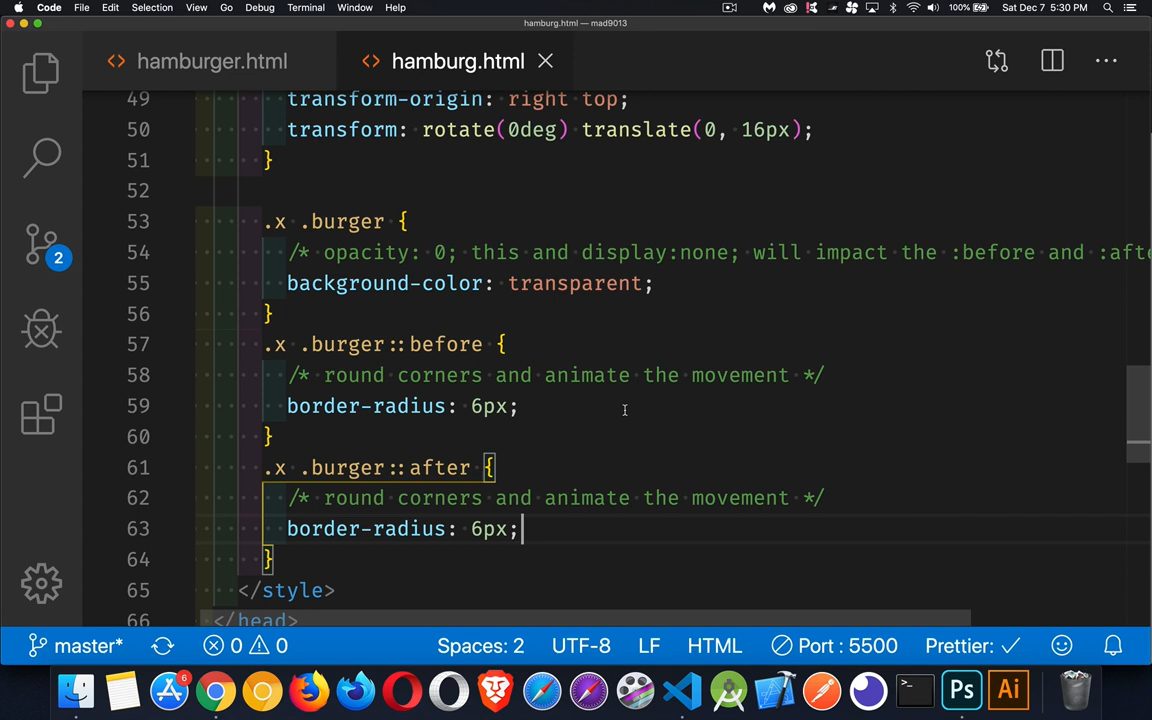 Code File Edit Selection View Go Debug Terminal Window Help 100% Sat Dec 7 5:30 PM
hamburg.html — mad9013
hamburger.html hamburg.html
49 transform-origin: right top;
50 transform: rotate(0deg) translate(0, 16px);
51 }
52
53 .x .burger {
54 /* opacity: 0; this and display:none; will impact the :before and :afte
55 background-color: transparent;
56 }
57 .x .burger::before {
58 /* round corners and animate the movement */
59 border-radius: 6px;
60 }
61 .x .burger::after {
62 /* round corners and animate the movement */
63 border-radius: 6px;
64 }
65 </style>
66 </head>
2
master* 0 0 Spaces: 2 UTF-8 LF HTML Port : 5500 Prettier: ✓
6
>_ Ps Ai